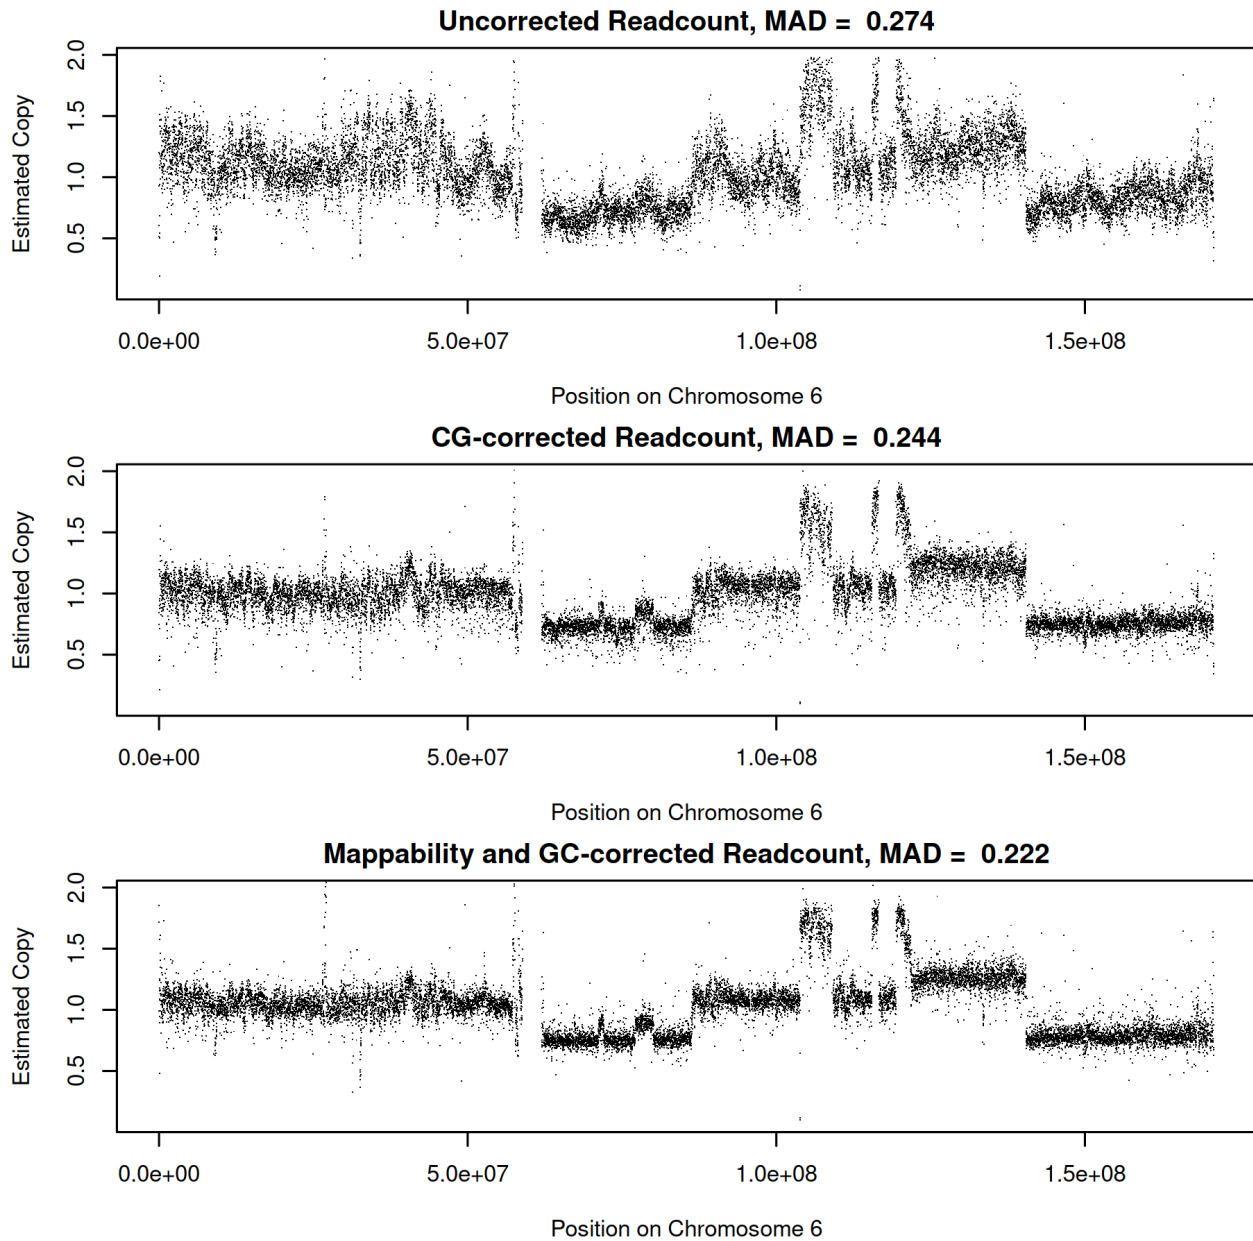 Uncorrected Readcount, MAD =  0.274
Estimated Copy
2.0
1.5
1.0
0.5
0.0e+00 5.0e+07 1.0e+08 1.5e+08
Position on Chromosome 6
CG-corrected Readcount, MAD =  0.244
Estimated Copy
2.0
1.5
1.0
0.5
0.0e+00 5.0e+07 1.0e+08 1.5e+08
Position on Chromosome 6
Mappability and GC-corrected Readcount, MAD =  0.222
Estimated Copy
2.0
1.5
1.0
0.5
0.0e+00 5.0e+07 1.0e+08 1.5e+08
Position on Chromosome 6